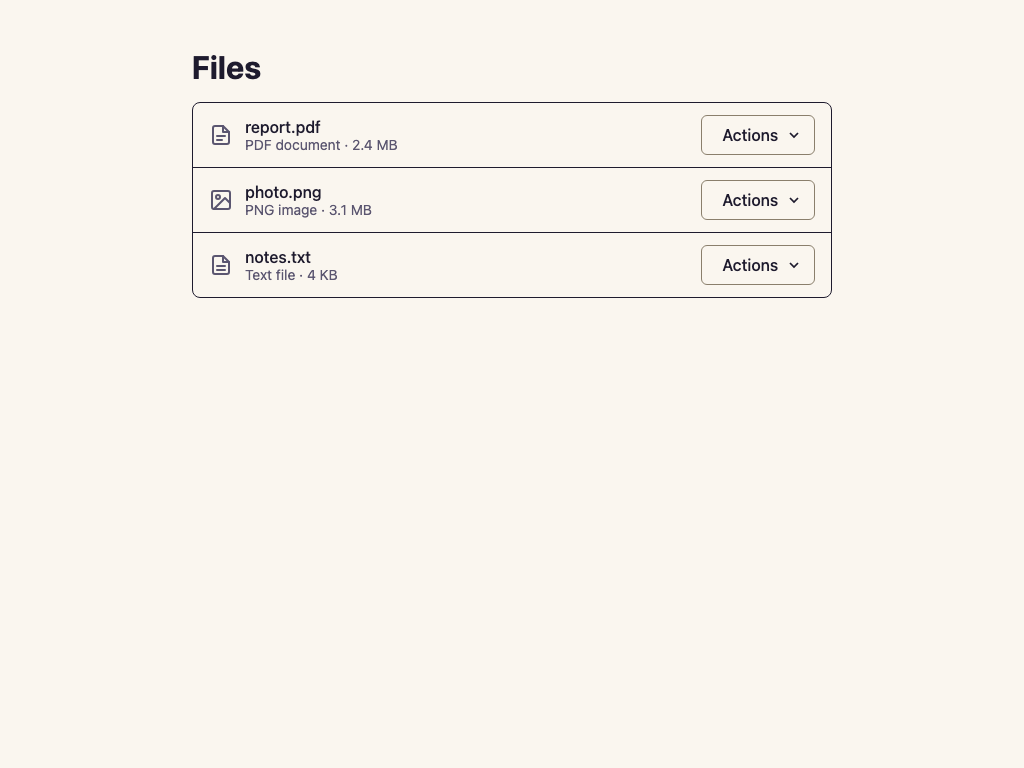 Files
report.pdf
PDF document · 2.4 MB
Actions
photo.png
PNG image · 3.1 MB
Actions
notes.txt
Text file · 4 KB
Actions